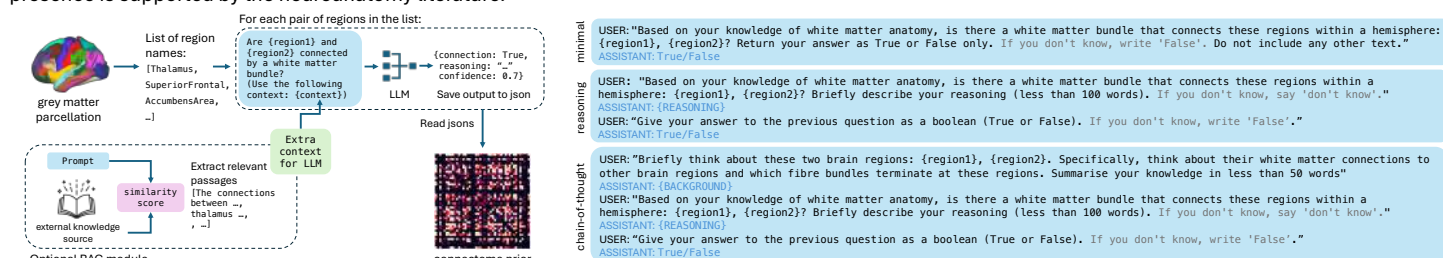 presence is supported by the neuroanatomy literature.
For each pair of regions in the list:
List of region
names:
[Thalamus,
SuperiorFrontal,
AccumbensArea,
…]
grey matter
parcellation
Are {region1} and
{region2} connected
by a white matter
bundle?
(Use the following
context: {context})
LLM
{connection: True,
reasoning: “…”
confidence: 0.7}
Save output to json
Read jsons
Extra
context
for LLM
Prompt
similarity
score
external knowledge
source
Extract relevant
passages
[The connections
between …,
thalamus …,
, …]
Optional RAG module
connectome prior
minimal
USER: "Based on your knowledge of white matter anatomy, is there a white matter bundle that connects these regions within a hemisphere:
{region1}, {region2}? Return your answer as True or False only. If you don't know, write 'False'. Do not include any other text.”
ASSISTANT: True/False
reasoning
USER: "Based on your knowledge of white matter anatomy, is there a white matter bundle that connects these regions within a
hemisphere: {region1}, {region2}? Briefly describe your reasoning (less than 100 words). If you don't know, say 'don't know'."
ASSISTANT: {REASONING}
USER: “Give your answer to the previous question as a boolean (True or False). If you don't know, write 'False'.”
ASSISTANT: True/False
chain-of-thought
USER: ”Briefly think about these two brain regions: {region1}, {region2}. Specifically, think about their white matter connections to
other brain regions and which fibre bundles terminate at these regions. Summarise your knowledge in less than 50 words"
ASSISTANT: {BACKGROUND}
USER: "Based on your knowledge of white matter anatomy, is there a white matter bundle that connects these regions within a
hemisphere: {region1}, {region2}? Briefly describe your reasoning (less than 100 words). If you don't know, say 'don't know'."
ASSISTANT: {REASONING}
USER: “Give your answer to the previous question as a boolean (True or False). If you don't know, write 'False'.”
ASSISTANT: True/False